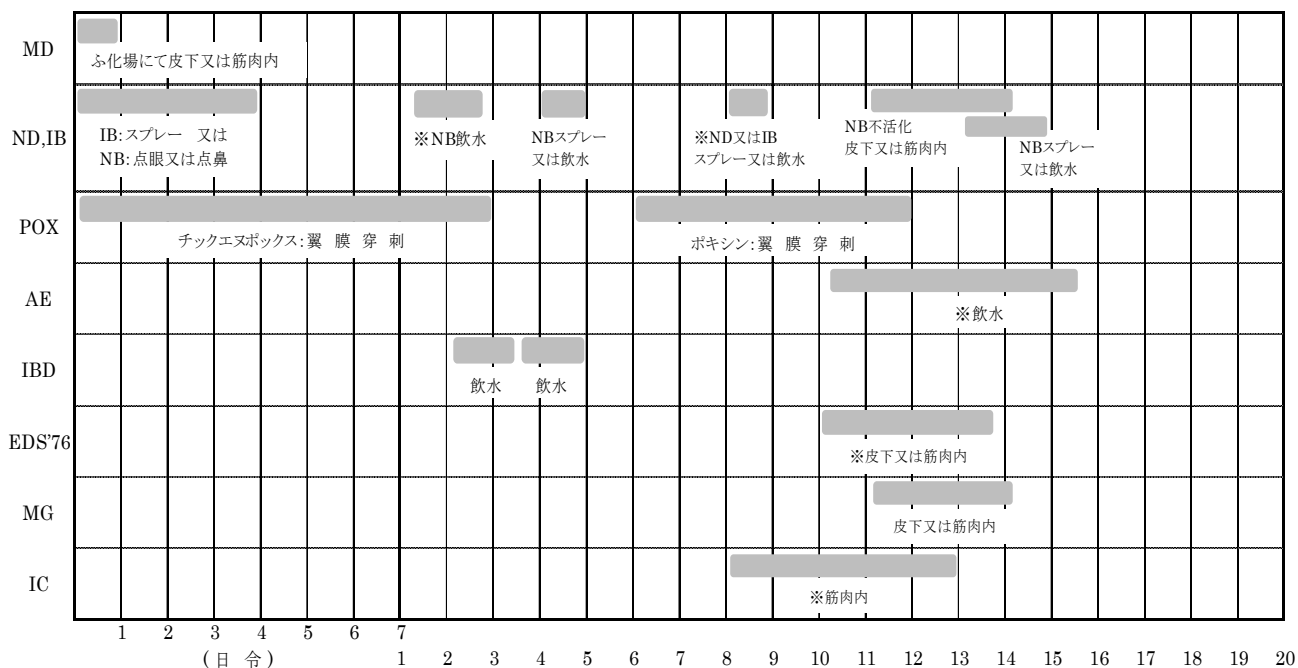 MD
ふ化場にて皮下又は筋肉内
ND,IB
IB:スプレー 又は
NB:点眼又は点鼻
※NB飲水
NBスプレー
又は飲水
※ND又はIB
スプレー又は飲水
NB不活化
皮下又は筋肉内
NBスプレー
又は飲水
POX
チックエヌポックス:翼 膜 穿 刺
ポキシン:翼 膜 穿 刺
AE
※飲水
IBD
飲水 飲水
EDS'76
※皮下又は筋肉内
MG
皮下又は筋肉内
IC
※筋肉内
1 2 3 4 5 6 7
(日 令)
1 2 3 4 5 6 7 8 9 10 11 12 13 14 15 16 17 18 19 20